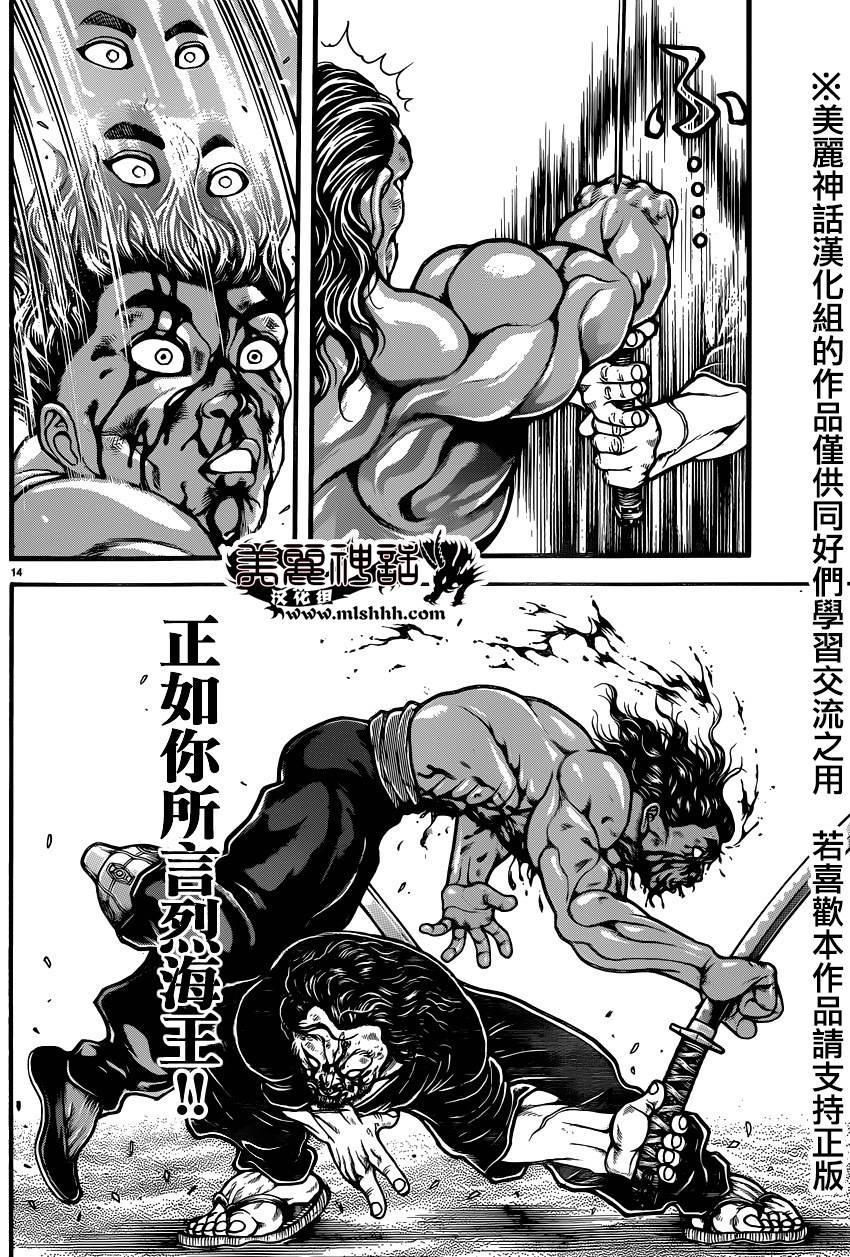 ふ…。
14
美麗神話
汉化组
www.mlshhh.com
正如你所言烈海王!!
※美麗神話漢化組的作品僅供同好們學習交流之用 若喜歡本作品請支持正版